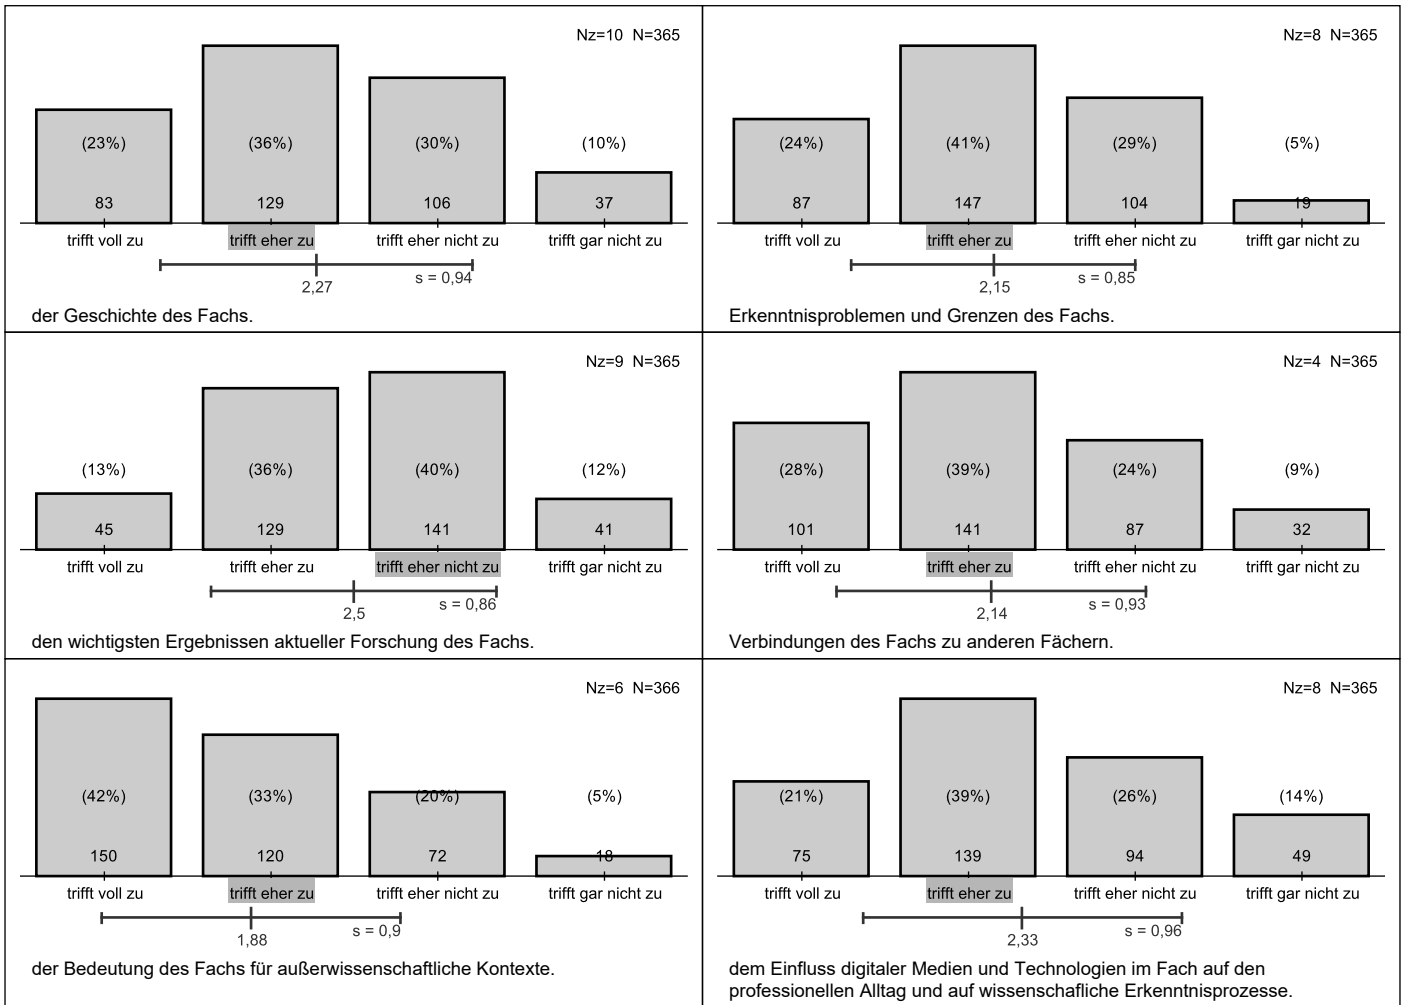 Nz=10 N=365
(23%) (36%) (30%) (10%)
83 129 106 37
trifft voll zu trifft eher zu trifft eher nicht zu trifft gar nicht zu
s = 0,94
2,27
der Geschichte des Fachs.
Nz=8 N=365
(24%) (41%) (29%) (5%)
87 147 104 19
trifft voll zu trifft eher zu trifft eher nicht zu trifft gar nicht zu
s = 0,85
2,15
Erkenntnisproblemen und Grenzen des Fachs.
Nz=9 N=365
(13%) (36%) (40%) (12%)
45 129 141 41
trifft voll zu trifft eher zu trifft eher nicht zu trifft gar nicht zu
s = 0,86
2,5
den wichtigsten Ergebnissen aktueller Forschung des Fachs.
Nz=4 N=365
(28%) (39%) (24%) (9%)
101 141 87 32
trifft voll zu trifft eher zu trifft eher nicht zu trifft gar nicht zu
s = 0,93
2,14
Verbindungen des Fachs zu anderen Fächern.
Nz=6 N=366
(42%) (33%) (20%) (5%)
150 120 72 18
trifft voll zu trifft eher zu trifft eher nicht zu trifft gar nicht zu
s = 0,9
1,88
der Bedeutung des Fachs für außerwissenschaftliche Kontexte.
Nz=8 N=365
(21%) (39%) (26%) (14%)
75 139 94 49
trifft voll zu trifft eher zu trifft eher nicht zu trifft gar nicht zu
s = 0,96
2,33
dem Einfluss digitaler Medien und Technologien im Fach auf den
professionellen Alltag und auf wissenschafliche Erkenntnisprozesse.